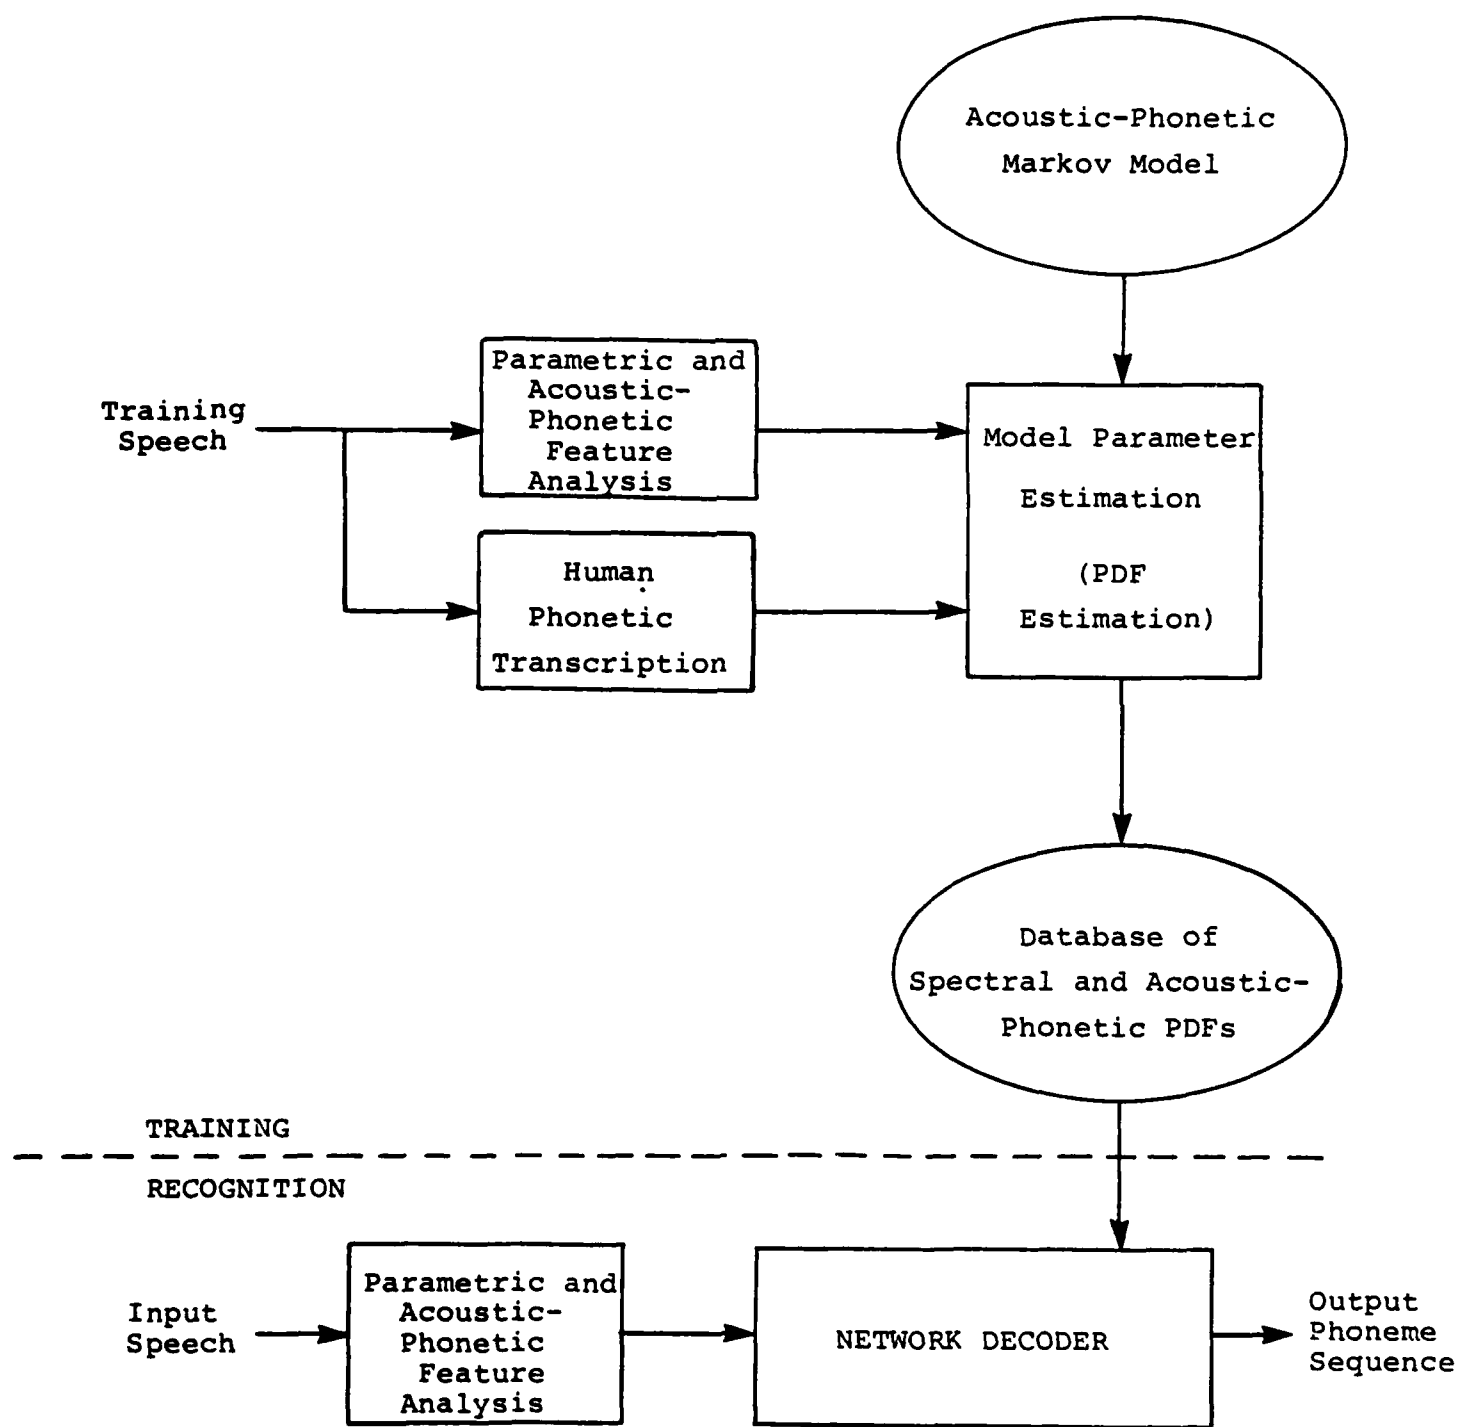 Acoustic-Phonetic
Markov Model
Training
Speech
Parametric and
Acoustic-
Phonetic
Feature
Analysis
Human
Phonetic
Transcription
Model Parameter
Estimation
(PDF
Estimation)
Database of
Spectral and Acoustic-
Phonetic PDFs
TRAINING
RECOGNITION
Input
Speech
Parametric and
Acoustic-
Phonetic
Feature
Analysis
NETWORK DECODER
Output
Phoneme
Sequence